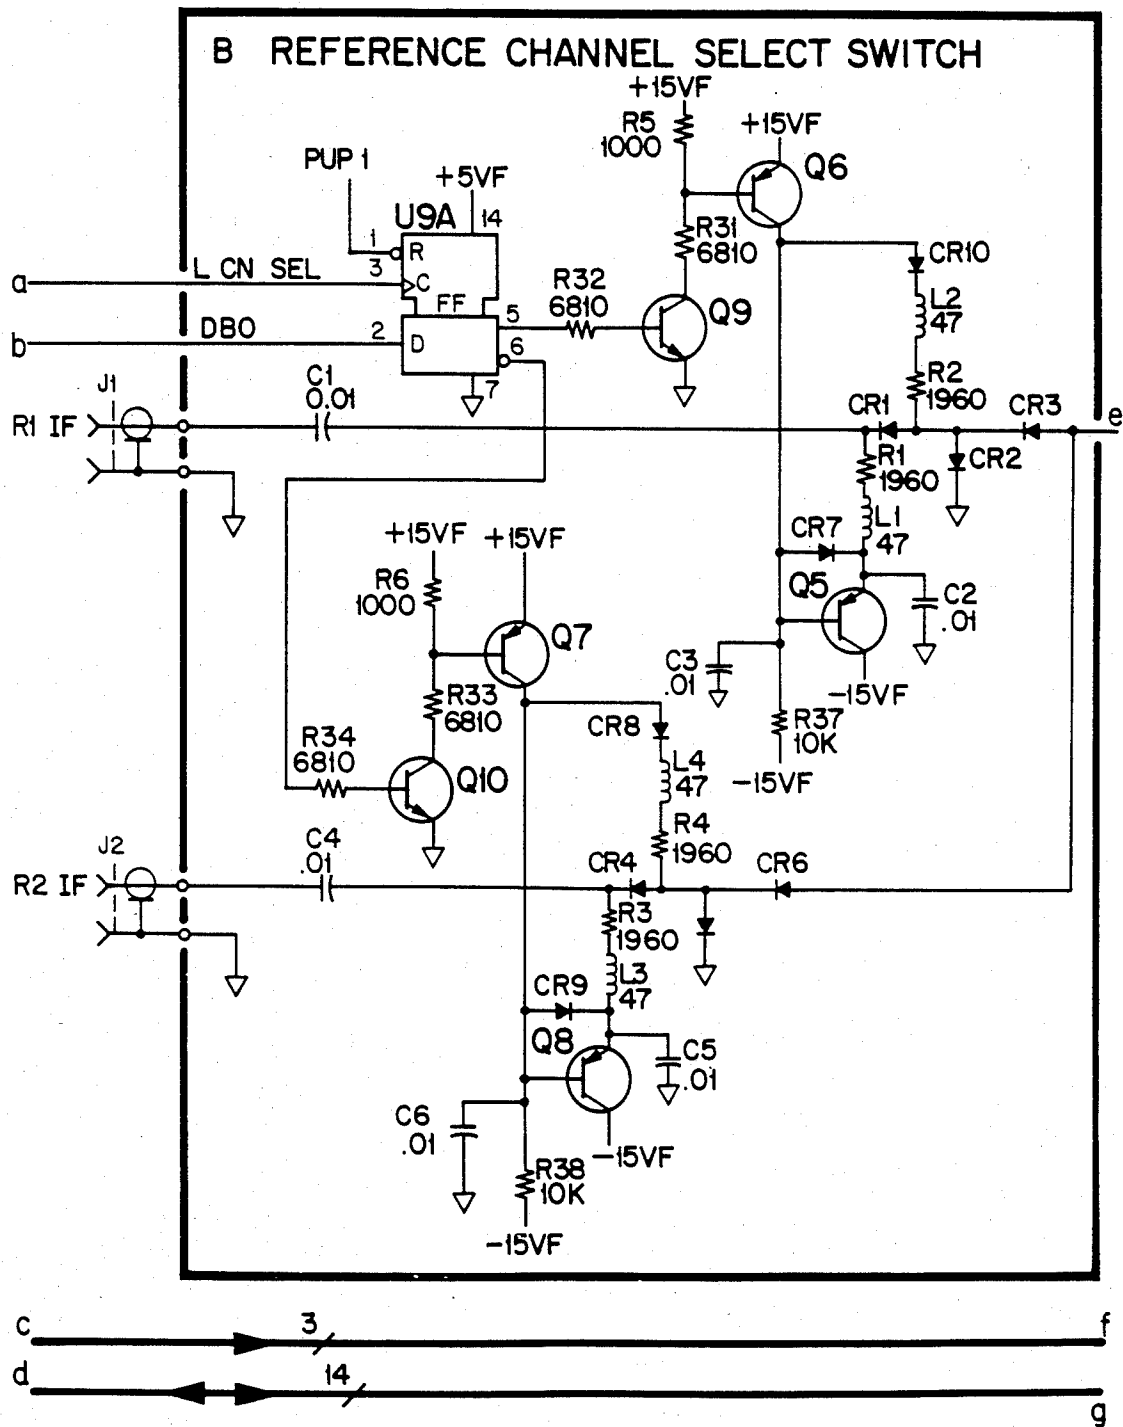 B REFERENCE CHANNEL SELECT SWITCH
+15VF
R5
1000
+15VF
Q6
PUP 1
+5VF
U9A
14
1
R
R31
6810
CR10
a
L CN SEL
3
C
R32
6810
Q9
L2
47
FF
5
b
DBO
2
D
6
7
R2
1960
J1
C1
0.01
CR1
CR3
e
R1 IF
R1
1960
CR2
+15VF
+15VF
CR7
L1
47
R6
1000
Q5
C2
.01
Q7
C3
.01
-15VF
R33
6810
CR8
R37
10K
R34
6810
Q10
L4
47
-15VF
J2
C4
.01
R4
1960
CR4
CR6
R2 IF
R3
1960
CR9
L3
47
Q8
C5
.01
C6
.01
-15VF
R38
10K
-15VF
c
3
f
d
14
g